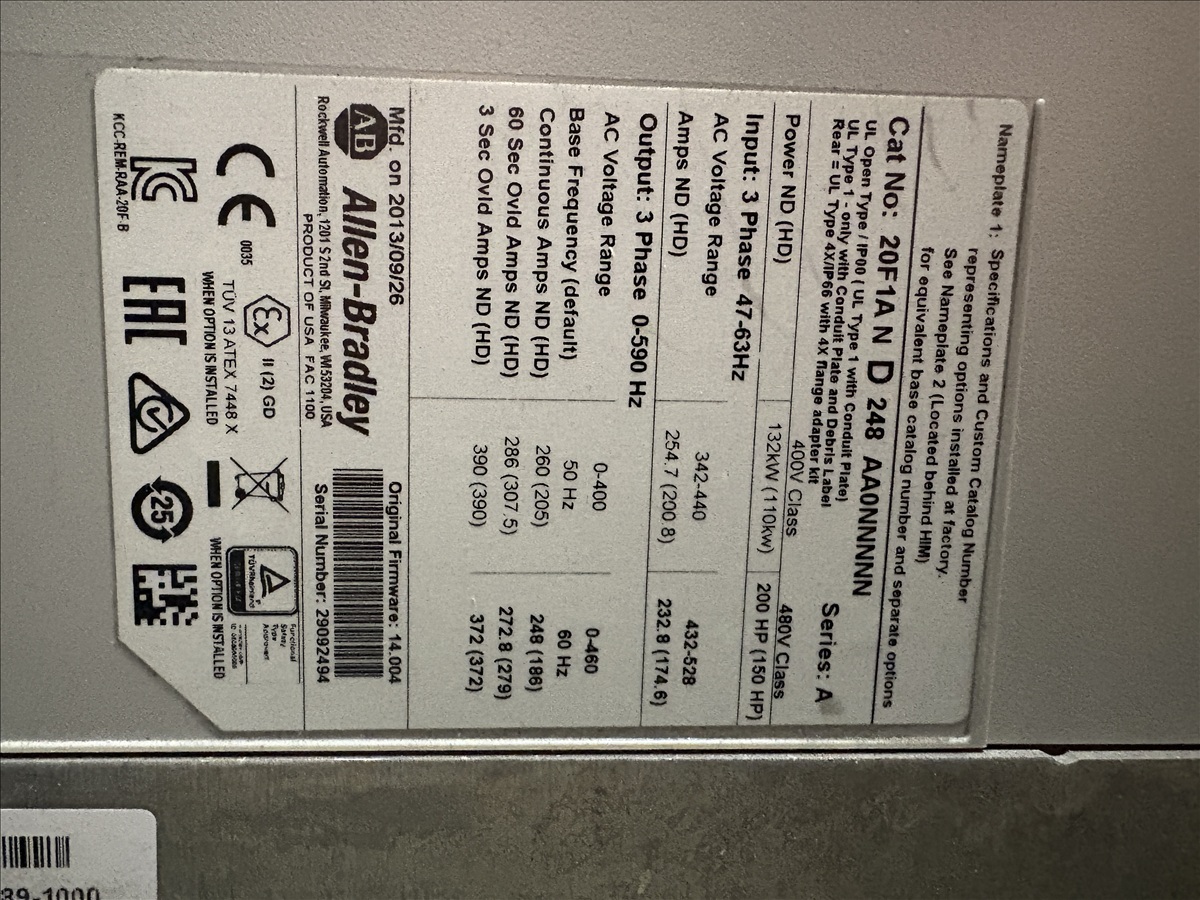 Nameplate 1: Specifications and Custom Catalog Number
representing options installed at factory.
See Nameplate 2 (Located behind HIM)
for equivalent base catalog number and separate options
Cat No: 20F1A N D 248 AA0NNNNN
UL Open Type / IP00 ( UL Type 1 with Conduit Plate)
UL Type 1 - only with Conduit Plate and Debris Label
Rear = UL Type 4X/IP66 with 4X flange adapter kit
Series: A
400V Class 480V Class
Power ND (HD) 132kW (110kw) 200 HP (150 HP)
Input: 3 Phase 47-63Hz
AC Voltage Range 342-440 432-528
Amps ND (HD) 254.7 (200.8) 232.8 (174.6)
Output: 3 Phase 0-590 Hz
AC Voltage Range 0-400 0-460
Base Frequency (default) 50 Hz 60 Hz
Continuous Amps ND (HD) 260 (205) 248 (186)
60 Sec Ovld Amps ND (HD) 286 (307.5) 272.8 (279)
3 Sec Ovld Amps ND (HD) 390 (390) 372 (372)
Mfd. on 2013/09/26 Original Firmware: 14.004
AB Allen-Bradley
Rockwell Automation, 1201 S 2nd St, Milwaukee, WI 53204, USA
PRODUCT OF USA FAC 1100
Serial Number: 29092494
CE 0035
Ex II (2) GD
TÜV 13 ATEX 7448 X
WHEN OPTION IS INSTALLED
TÜVRheinland
Functional
Safety
Type
Approved
WHEN OPTION IS INSTALLED
KC
EAC
25
KCC-REM-RAA-20F-B
39-1000